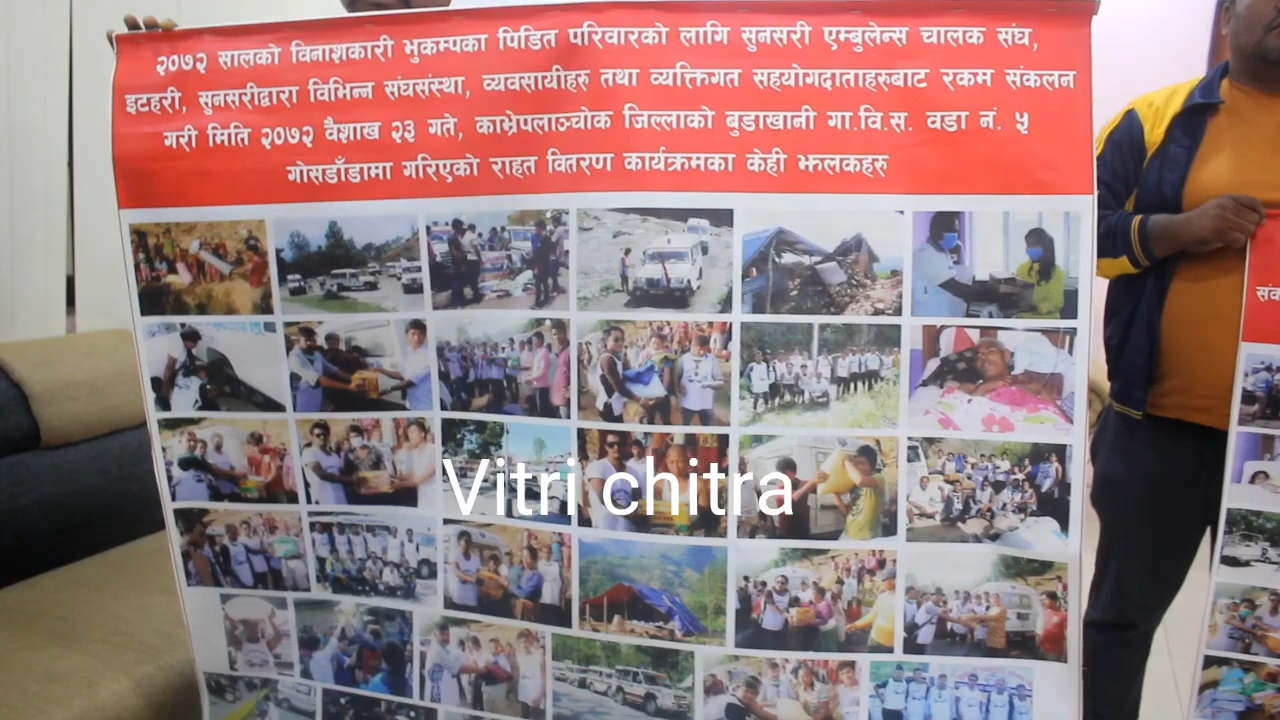 २०७२ सालको विनाशकारी भुकम्पका पिडित परिवारको लागि सुनसरी एम्बुलेन्स चालक संघ,
इटहरी, सुनसरीद्वारा विभिन्न संघसंस्था, व्यवसायीहरु तथा व्यक्तिगत सहयोगदाताहरुबाट रकम संकलन
गरी मिति २०७२ वैशाख २३ गते, काभ्रेपलाञ्चोक जिल्लाको बुडाखानी गा.वि.स. वडा नं. ५
गोसडाँडामा गरिएको राहत वितरण कार्यक्रमका केही झलकहरु
Vitri chitra